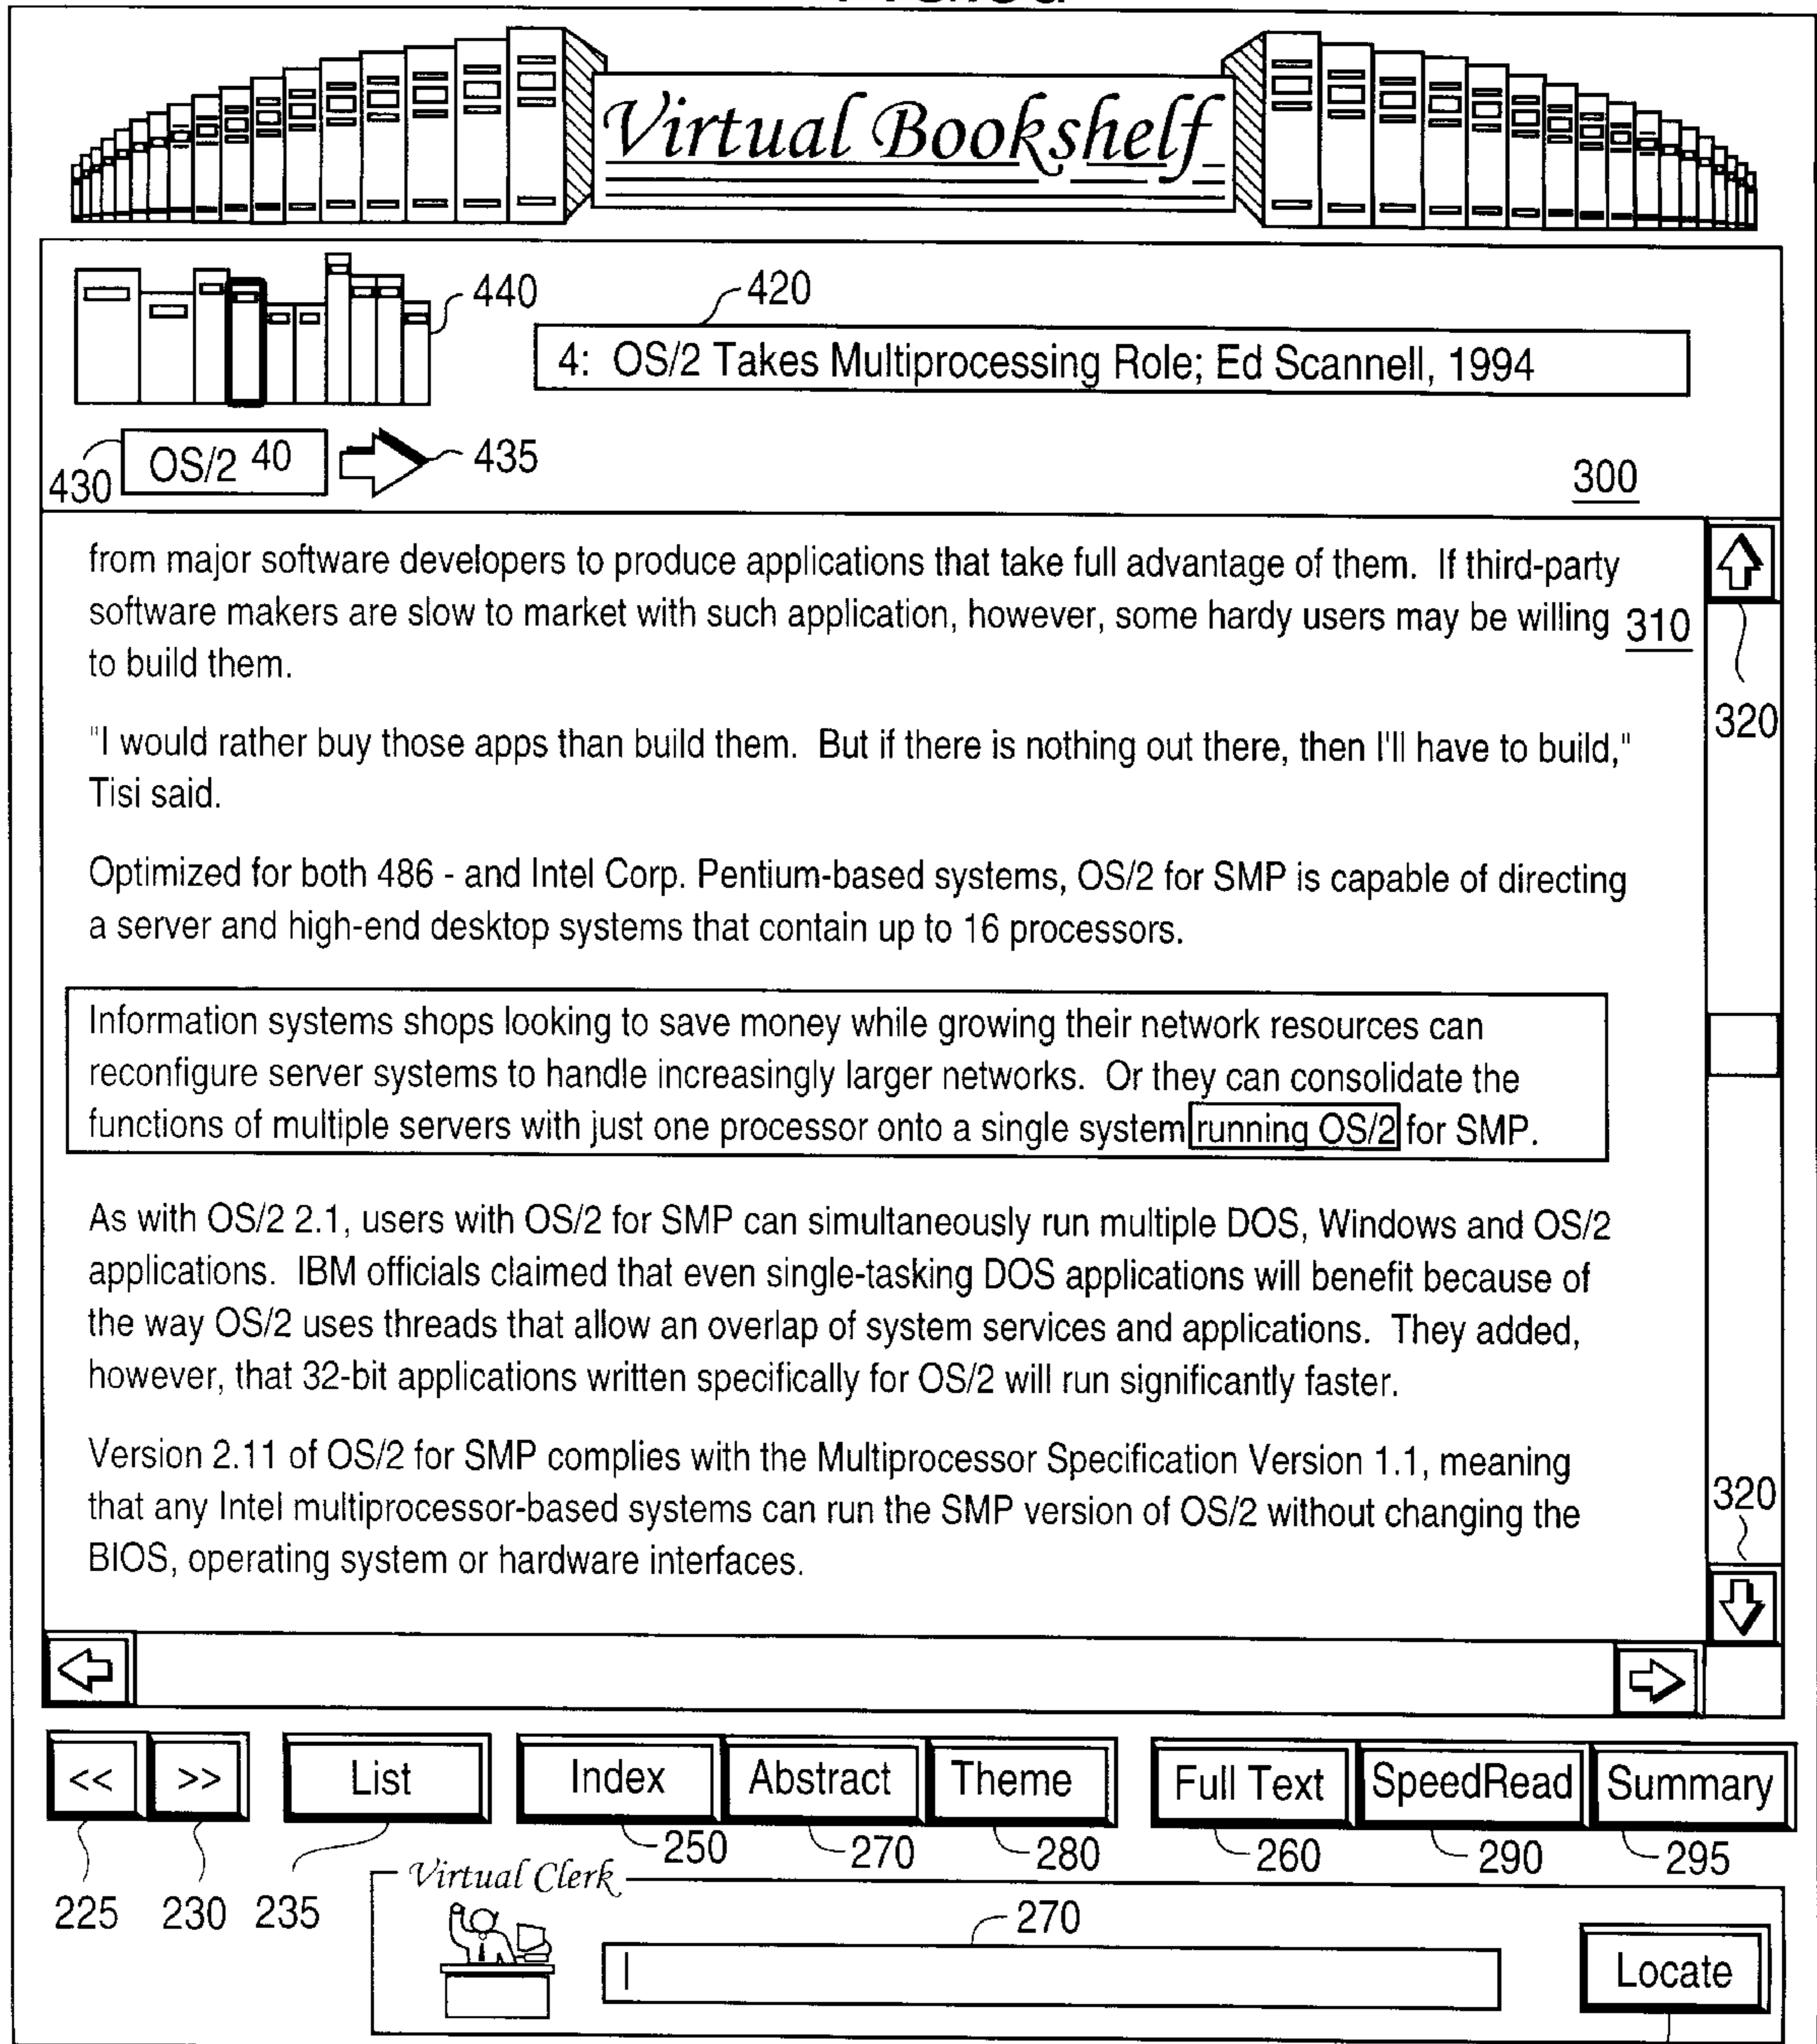 Virtual Bookshelf
440
420
4: OS/2 Takes Multiprocessing Role; Ed Scannell, 1994
430
OS/2 40
435
300
from major software developers to produce applications that take full advantage of them. If third-party
software makers are slow to market with such application, however, some hardy users may be willing
310
to build them.
320
"I would rather buy those apps than build them. But if there is nothing out there, then I'll have to build,"
Tisi said.
Optimized for both 486 - and Intel Corp. Pentium-based systems, OS/2 for SMP is capable of directing
a server and high-end desktop systems that contain up to 16 processors.
Information systems shops looking to save money while growing their network resources can
reconfigure server systems to handle increasingly larger networks. Or they can consolidate the
functions of multiple servers with just one processor onto a single system running OS/2 for SMP.
As with OS/2 2.1, users with OS/2 for SMP can simultaneously run multiple DOS, Windows and OS/2
applications. IBM officials claimed that even single-tasking DOS applications will benefit because of
the way OS/2 uses threads that allow an overlap of system services and applications. They added,
however, that 32-bit applications written specifically for OS/2 will run significantly faster.
Version 2.11 of OS/2 for SMP complies with the Multiprocessor Specification Version 1.1, meaning
that any Intel multiprocessor-based systems can run the SMP version of OS/2 without changing the
320
BIOS, operating system or hardware interfaces.
<< >> List Index Abstract Theme Full Text SpeedRead Summary
250 270 280 260 290 295
225 230 235
Virtual Clerk
270
Locate